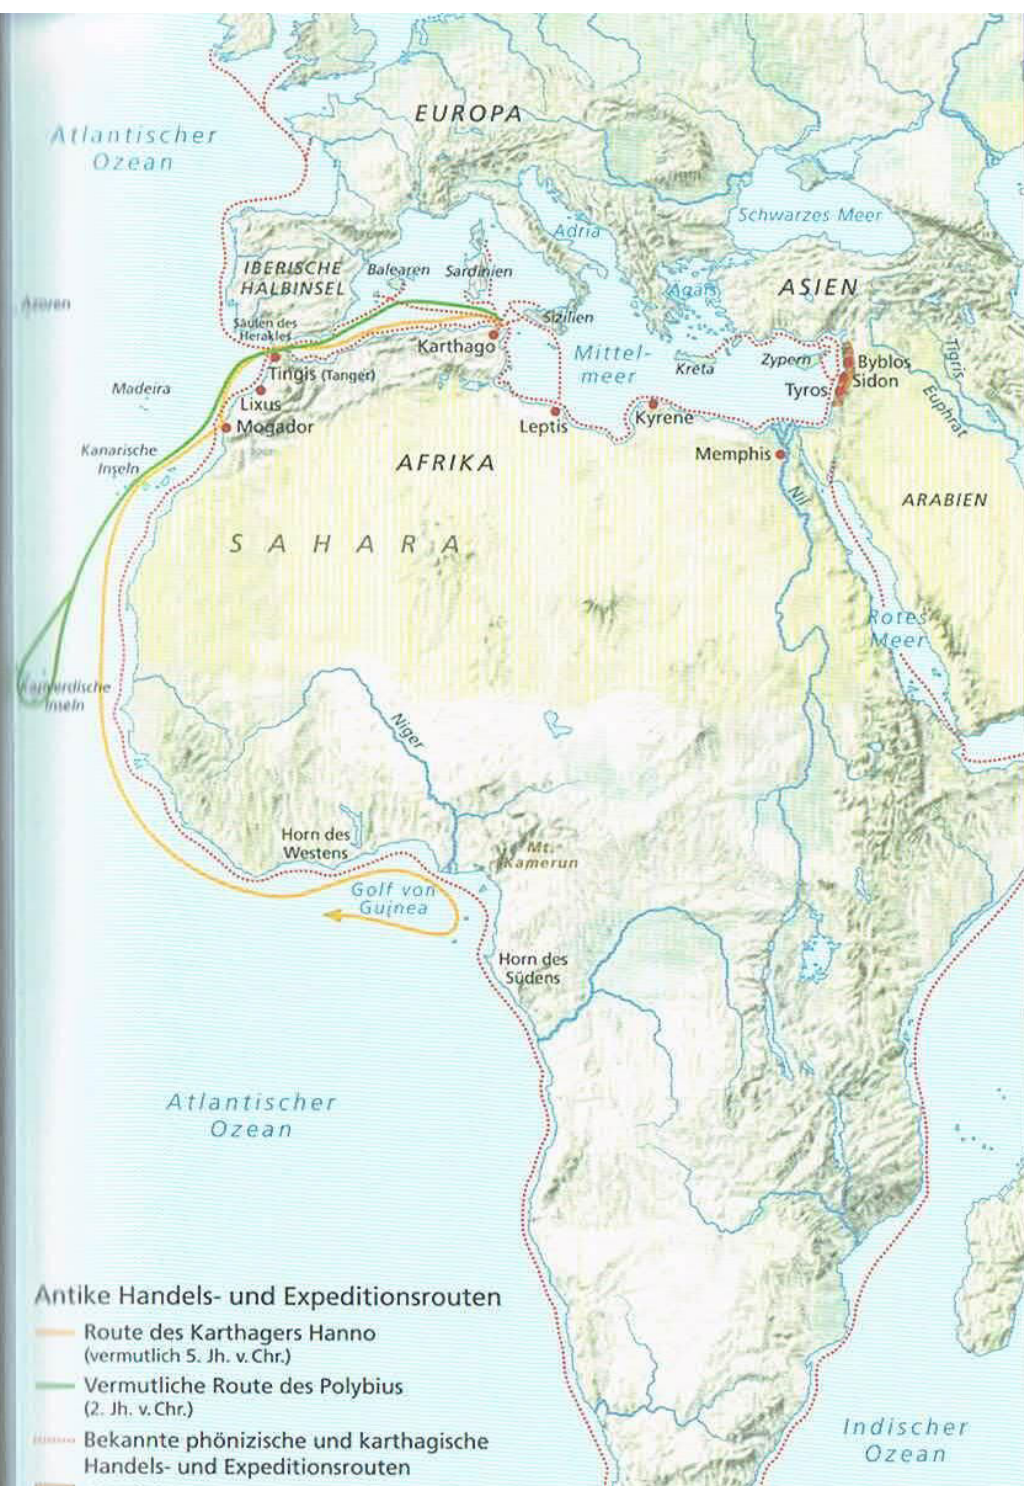 EUROPA
Atlantischer
Ozean
Schwarzes Meer
Adria
IBERISCHE
HALBINSEL
Balearen
Sardinien
ASIEN
Ägäis
Azoren
Säulen des
Herakles
Sizilien
Karthago
Mittel-
meer
Kreta
Zypern
Byblos
Sidon
Tyros
Tigris
Euphrat
Tingis (Tanger)
Madeira
Lixus
Mogador
Leptis
Kyrene
Kanarische
Inseln
Memphis
AFRIKA
Nil
ARABIEN
SAHARA
Rotes
Meer
Kapverdische
Inseln
Niger
Horn des
Westens
Mt.
Kamerun
Golf von
Guinea
Horn des
Südens
Atlantischer
Ozean
Antike Handels- und Expeditionsrouten
Route des Karthagers Hanno
(vermutlich 5. Jh. v. Chr.)
Vermutliche Route des Polybius
(2. Jh. v. Chr.)
Bekannte phönizische und karthagische
Handels- und Expeditionsrouten
Indischer
Ozean